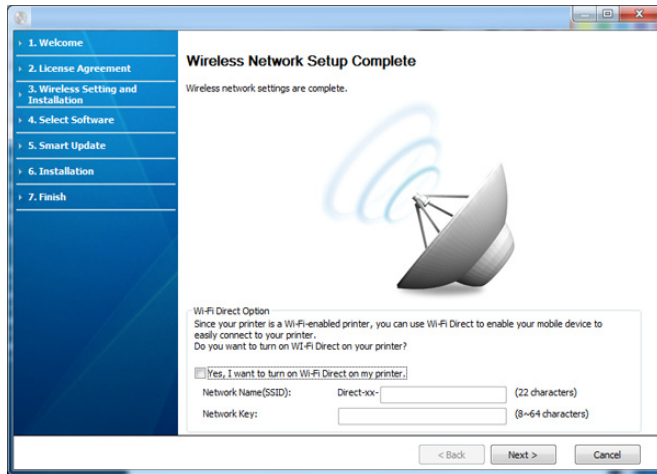 1. Welcome
2. License Agreement
3. Wireless Setting and
Installation
4. Select Software
5. Smart Update
6. Installation
7. Finish
Wireless Network Setup Complete
Wireless network settings are complete.
Wi-Fi Direct Option
Since your printer is a Wi-Fi-enabled printer, you can use Wi-Fi Direct to enable your mobile device to
easily connect to your printer.
Do you want to turn on WI-Fi Direct on your printer?
Yes, I want to turn on Wi-Fi Direct on my printer.
Network Name(SSID): Direct-xx- (22 characters)
Network Key: (8~64 characters)
< Back Next > Cancel